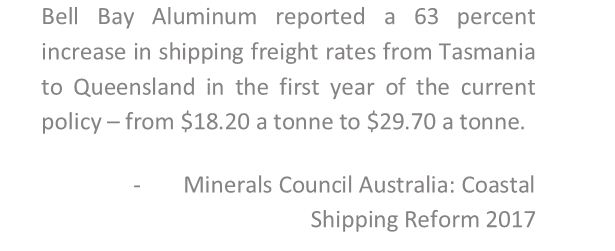 Bell Bay Aluminum reported a 63 percent
increase in shipping freight rates from Tasmania
to Queensland in the first year of the current
policy – from $18.20 a tonne to $29.70 a tonne.
- Minerals Council Australia: Coastal
Shipping Reform 2017